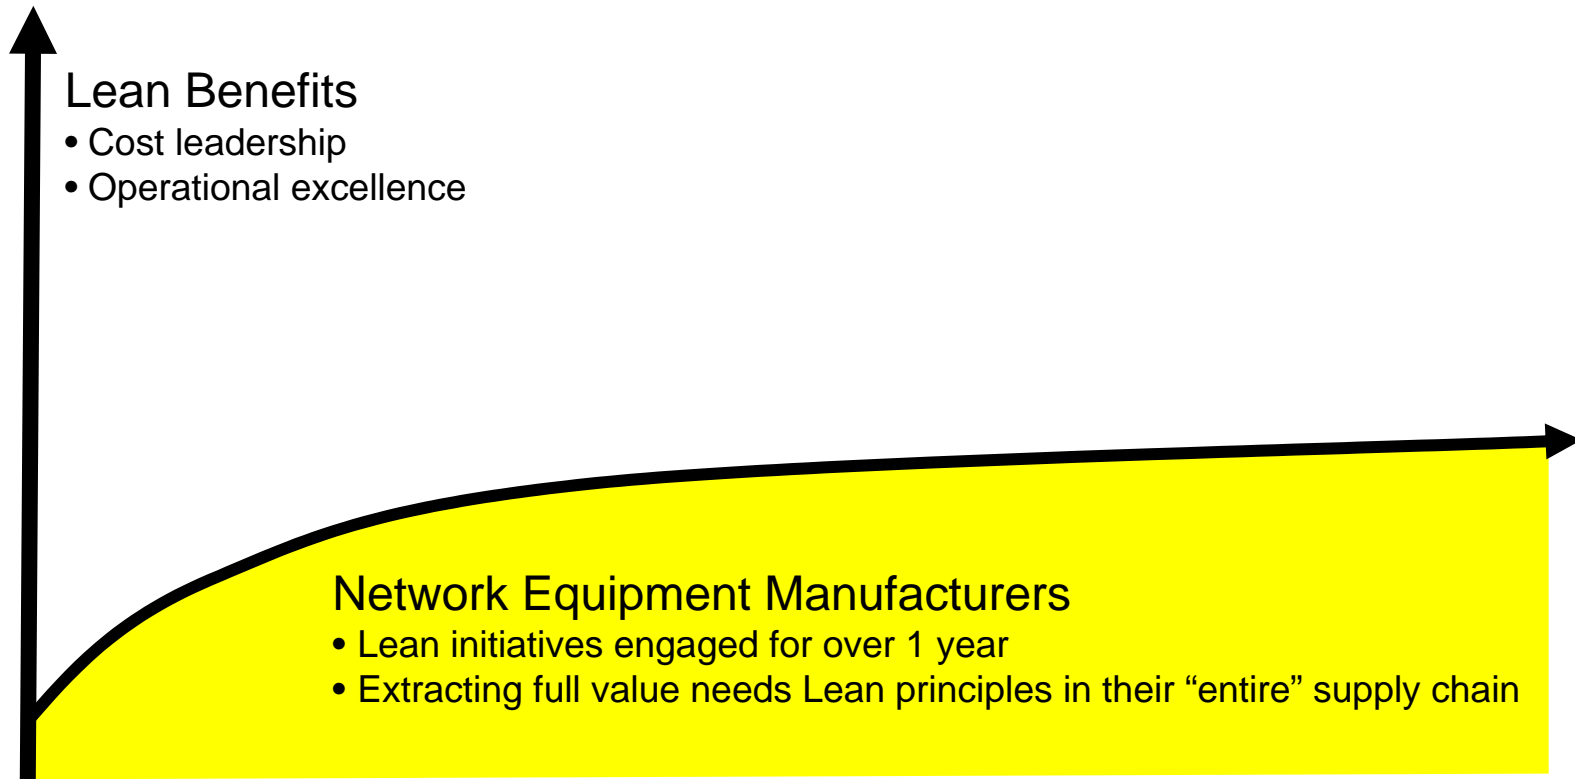 Lean Benefits
• Cost leadership
• Operational excellence
Network Equipment Manufacturers
• Lean initiatives engaged for over 1 year
• Extracting full value needs Lean principles in their “entire” supply chain